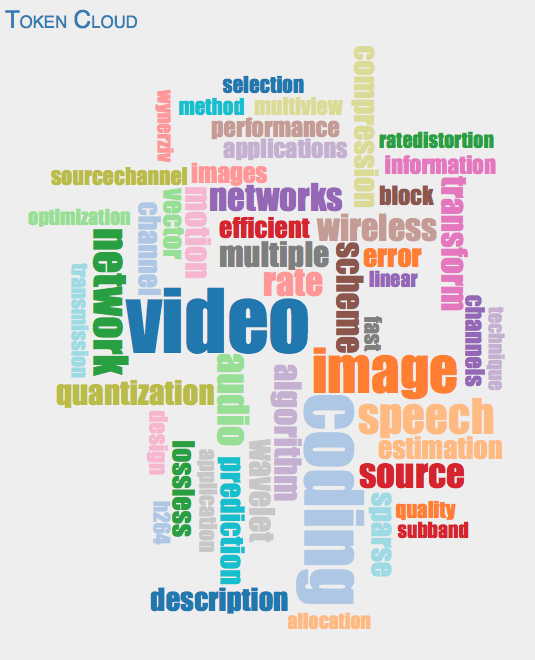 Token Cloud
compression
selection
wynerziv
method
multiview
performance
ratedistortion
applications
information
sourcechannel
images
transform
networks
block
vector
motion
channel
optimization
efficient
wireless
network
multiple
scheme
error
transmission
rate
linear
video
channels
technique
fast
image
audio
algorithm
quantization
coding
speech
design
estimation
lossless
wavelet
application
prediction
source
sparse
h264
quality
subband
description
allocation